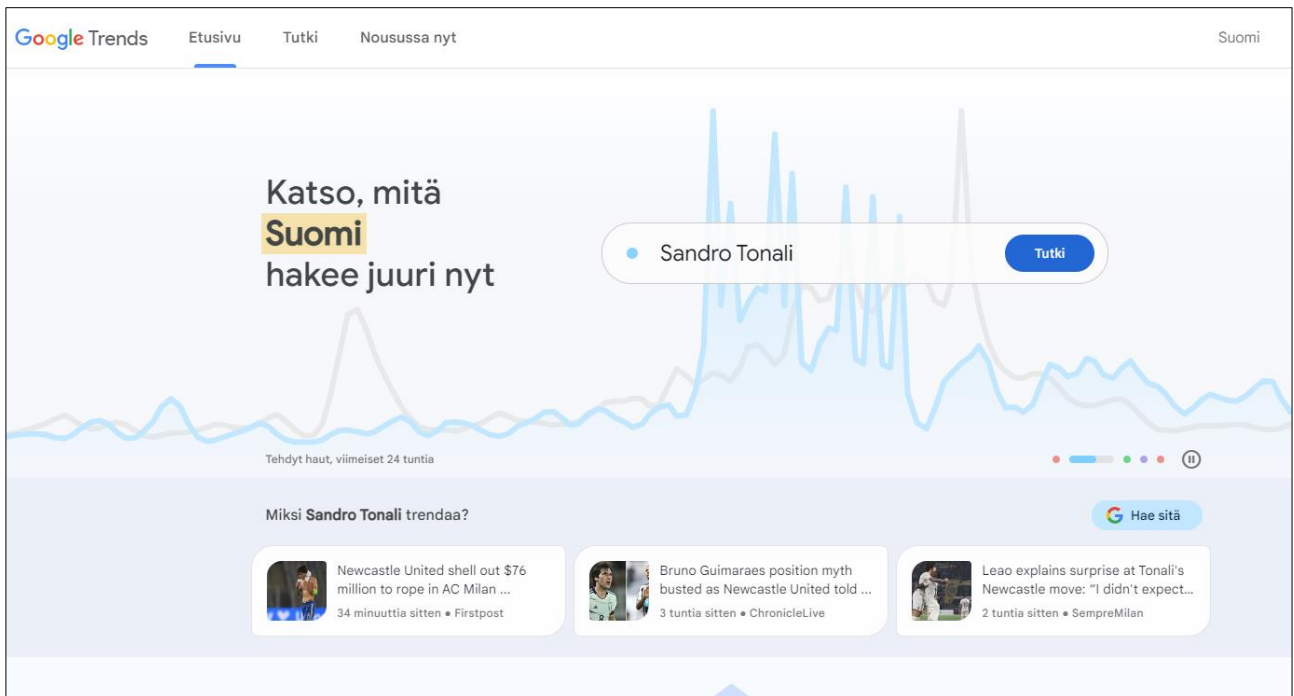 Google Trends Etusivu Tutki Nousussa nyt Suomi
Katso, mitä
Suomi
hakee juuri nyt
Sandro Tonali Tutki
Tehdyt haut, viimeiset 24 tuntia
Miksi Sandro Tonali trendaa? Hae sitä
Newcastle United shell out $76
million to rope in AC Milan ...
34 minuuttia sitten • Firstpost
Bruno Guimaraes position myth
busted as Newcastle United told ...
3 tuntia sitten • ChronicleLive
Leao explains surprise at Tonali's
Newcastle move: “I didn't expect...
2 tuntia sitten • SempreMilan